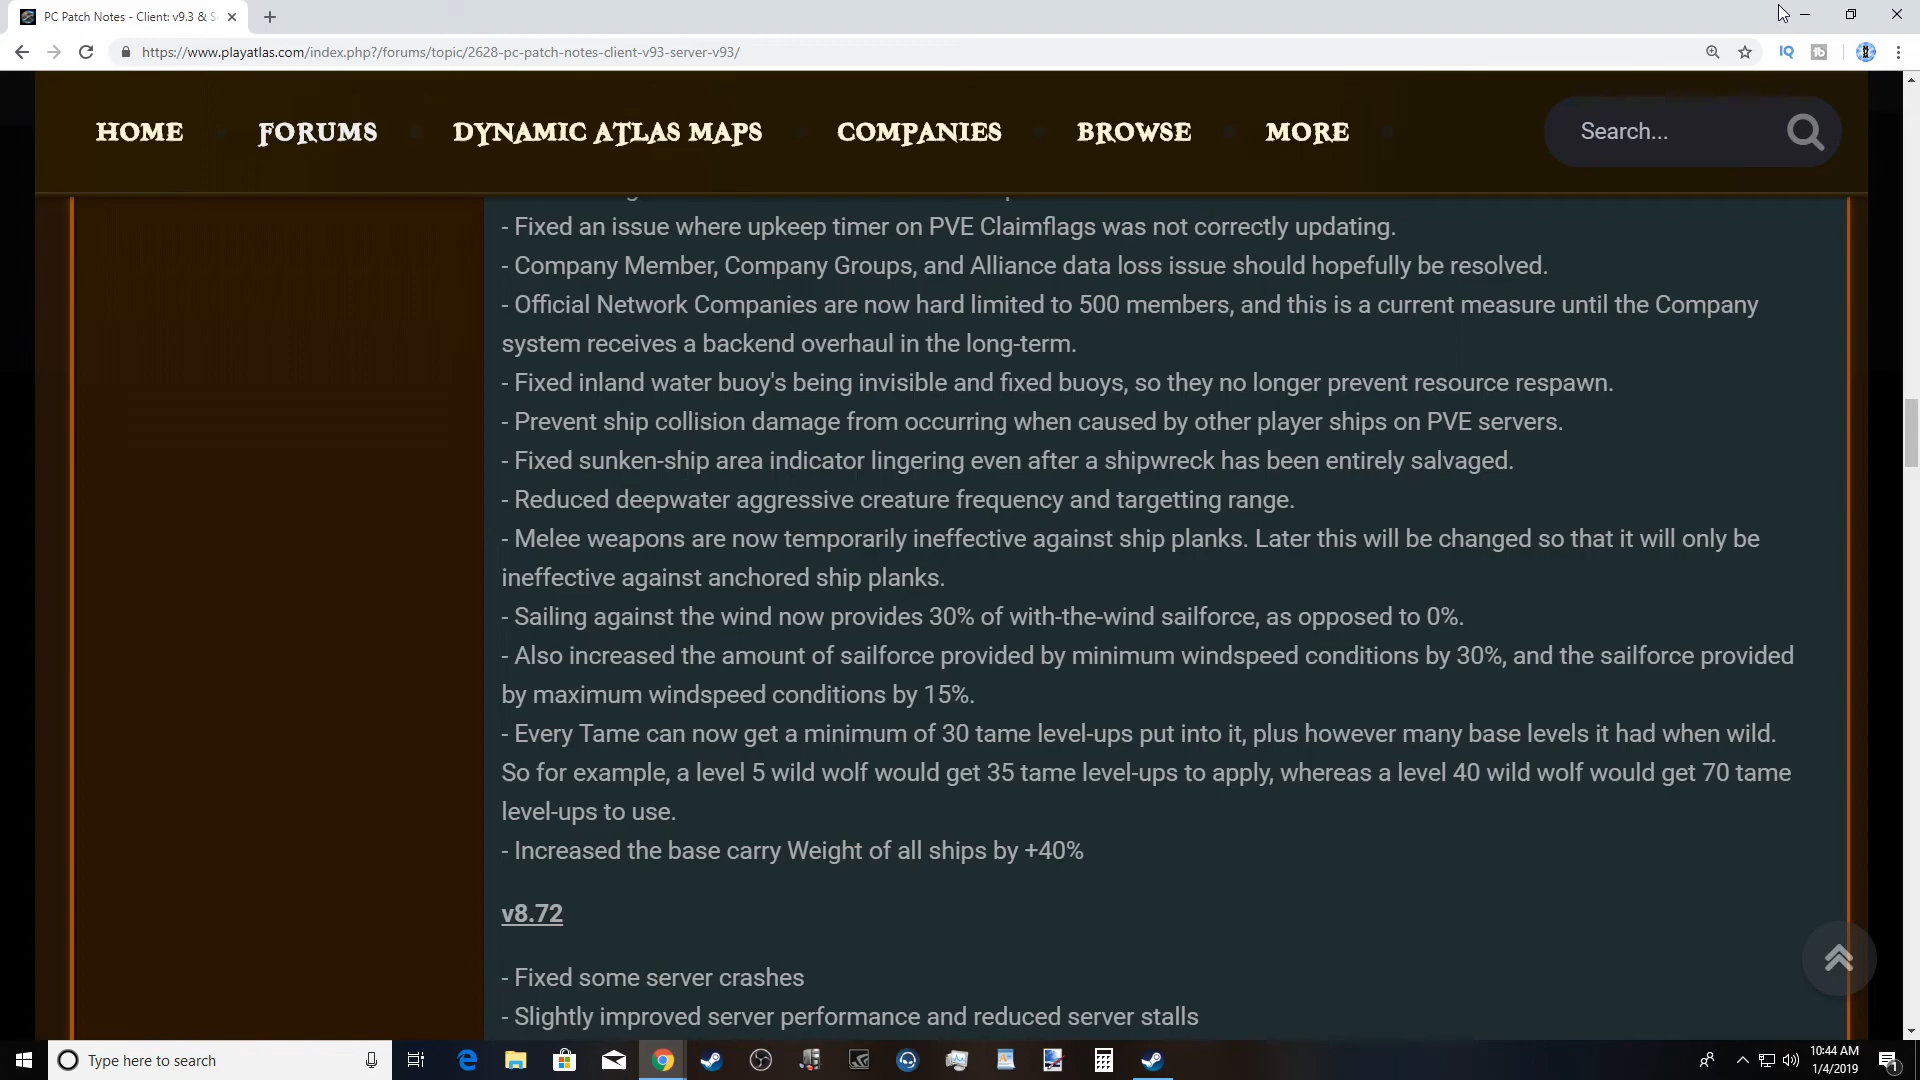 PC Patch Notes - Client: v9.3 & S
https://www.playatlas.com/index.php?/forums/topic/2628-pc-patch-notes-client-v93-server-v93/
IQ
HOME
FORUMS
DYNAMIC ATLAS MAPS
COMPANIES
BROWSE
MORE
Search...
- Fixed an issue where upkeep timer on PVE Claimflags was not correctly updating.
- Company Member, Company Groups, and Alliance data loss issue should hopefully be resolved.
- Official Network Companies are now hard limited to 500 members, and this is a current measure until the Company
system receives a backend overhaul in the long-term.
- Fixed inland water buoy's being invisible and fixed buoys, so they no longer prevent resource respawn.
- Prevent ship collision damage from occurring when caused by other player ships on PVE servers.
- Fixed sunken-ship area indicator lingering even after a shipwreck has been entirely salvaged.
- Reduced deepwater aggressive creature frequency and targetting range.
- Melee weapons are now temporarily ineffective against ship planks. Later this will be changed so that it will only be
ineffective against anchored ship planks.
- Sailing against the wind now provides 30% of with-the-wind sailforce, as opposed to 0%.
- Also increased the amount of sailforce provided by minimum windspeed conditions by 30%, and the sailforce provided
by maximum windspeed conditions by 15%.
- Every Tame can now get a minimum of 30 tame level-ups put into it, plus however many base levels it had when wild.
So for example, a level 5 wild wolf would get 35 tame level-ups to apply, whereas a level 40 wild wolf would get 70 tame
level-ups to use.
- Increased the base carry Weight of all ships by +40%
v8.72
- Fixed some server crashes
- Slightly improved server performance and reduced server stalls
Type here to search
10:44 AM
1/4/2019
1